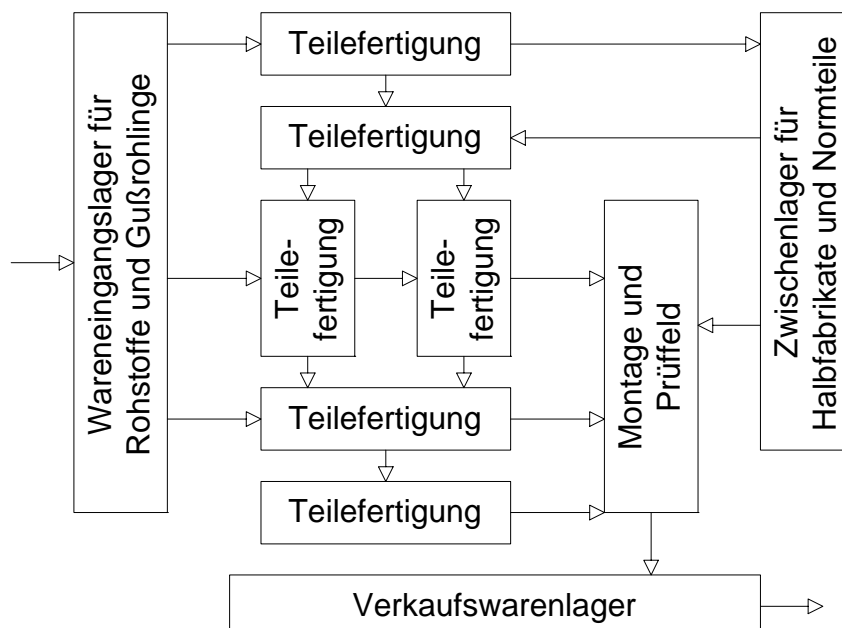 Wareneingangslager für
Rohstoffe und Gußrohlinge
Teilefertigung
Teilefertigung
Teile-
fertigung
Teile-
fertigung
Teilefertigung
Teilefertigung
Montage und
Prüffeld
Zwischenlager für
Halbfabrikate und Normteile
Verkaufswarenlager